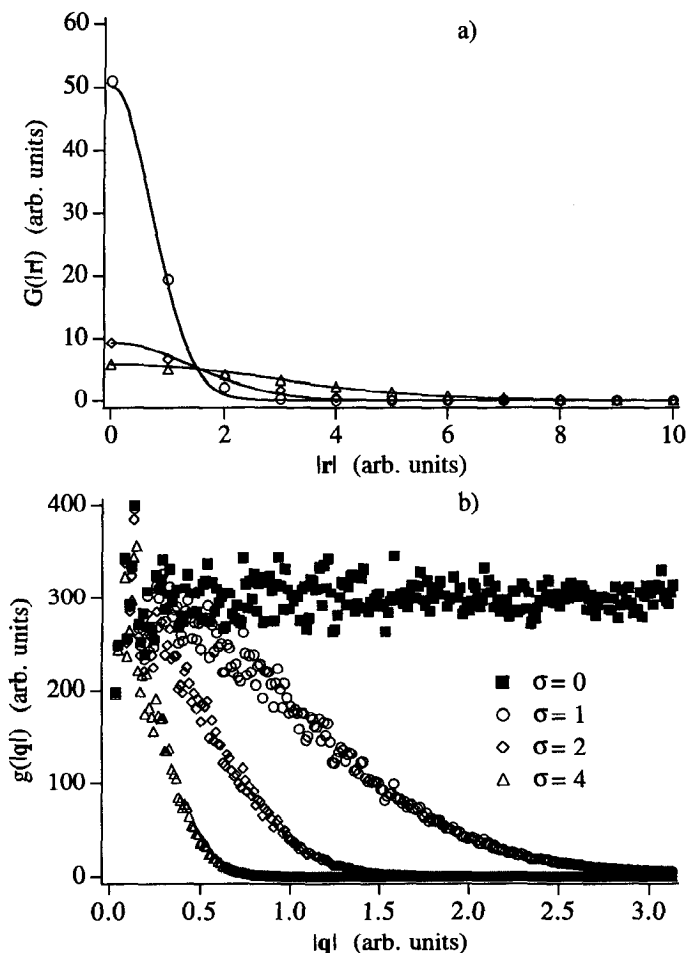 a)
60
50
40
30
20
10
0
G(|r|) (arb. units)
0 2 4 6 8 10
|r| (arb. units)
b)
400
300
200
100
0
g(|q|) (arb. units)
σ = 0
σ = 1
σ = 2
σ = 4
0.0 0.5 1.0 1.5 2.0 2.5 3.0
|q| (arb. units)